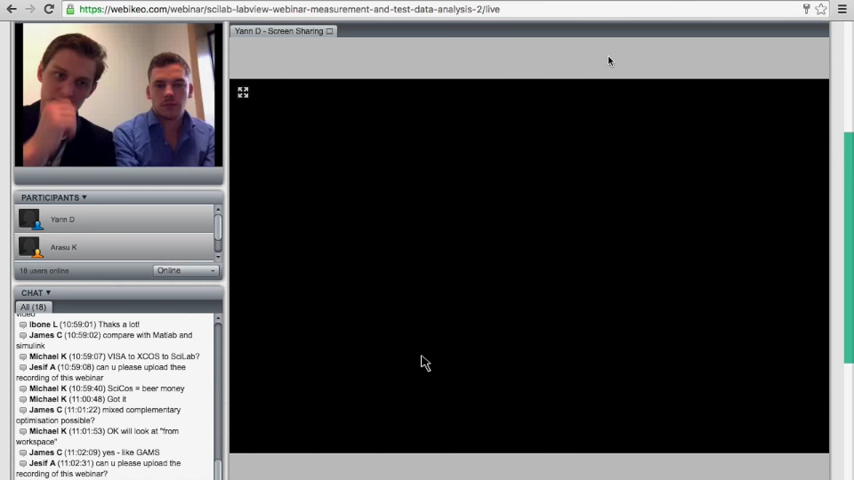 https://webikeo.com/webinar/scilab-labview-webinar-measurement-and-test-data-analysis-2/live
Yann D - Screen Sharing
PARTICIPANTS
Yann D
Arasu K
18 users online
Online
CHAT
All (18)
video
Ibone L (10:59:01) Thaks a lot!
James C (10:59:02) compare with Matlab and
simulink
Michael K (10:59:07) VISA to XCOS to SciLab?
Jesif A (10:59:08) can u please upload thee
recording of this webinar
Michael K (10:59:40) SciCos = beer money
Michael K (11:00:48) Got it
James C (11:01:22) mixed complementary
optimisation possible?
Michael K (11:01:53) OK will look at "from
workspace"
James C (11:02:09) yes - like GAMS
Jesif A (11:02:31) can u please upload the
recording of this webinar?